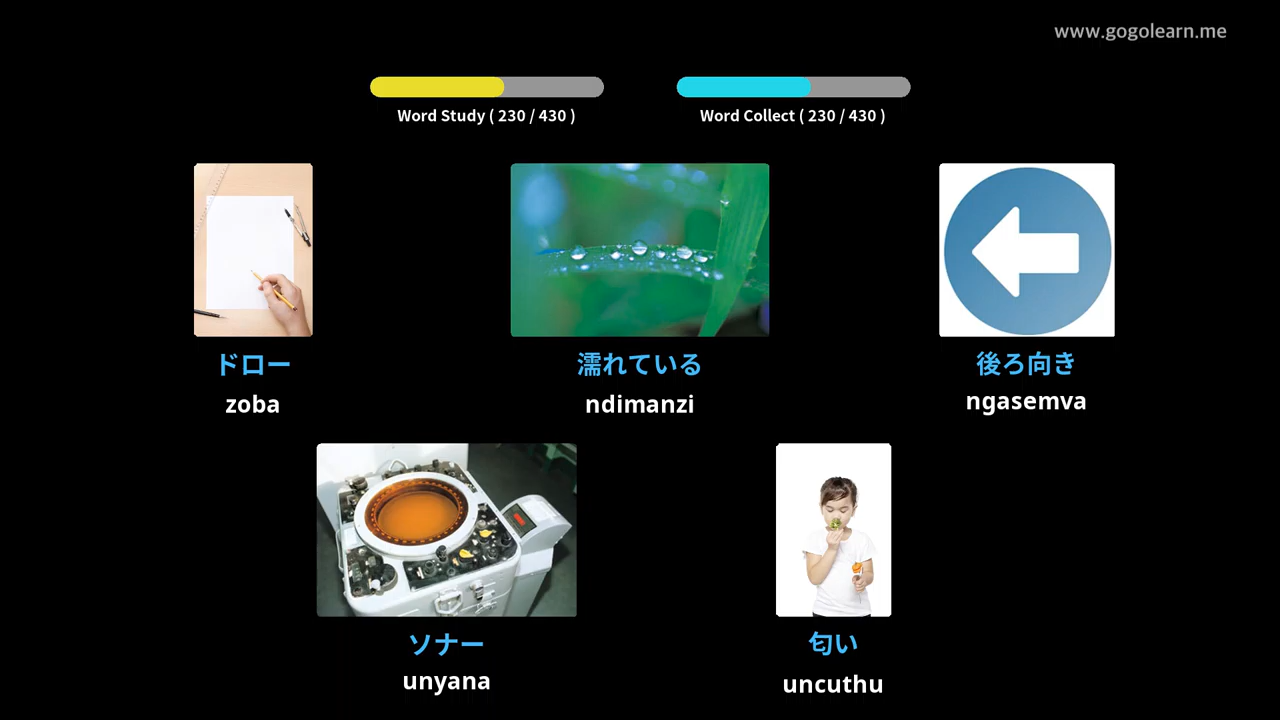 www.gogolearn.me
Word Study ( 230 / 430 )
Word Collect ( 230 / 430 )
ドロー
zoba
濡れている
ndimanzi
後ろ向き
ngasemva
ソナー
unyana
匂い
uncuthu